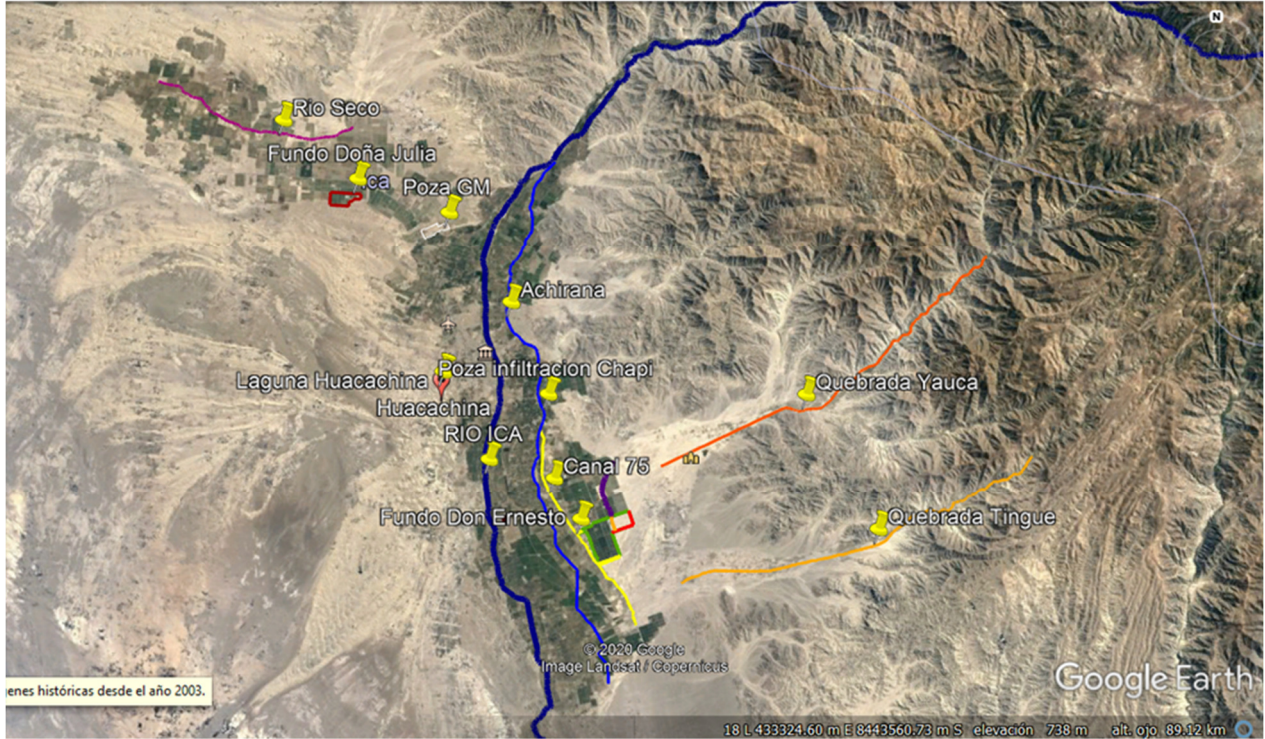 N
Rio Seco
Fundo Doña Julia
Ica
Poza GM
Achirana
Poza infiltracion Chapi
Laguna Huacachina
Quebrada Yauca
Huacachina
RIO ICA
Canal 75
Fundo Don Ernesto
Quebrada Tingue
© 2020 Google
Image Landsat / Copernicus
Google Earth
genes históricas desde el año 2003.
18 L 433324.60 m E 8443560.73 m S elevación 738 m alt. ojo 89.12 km